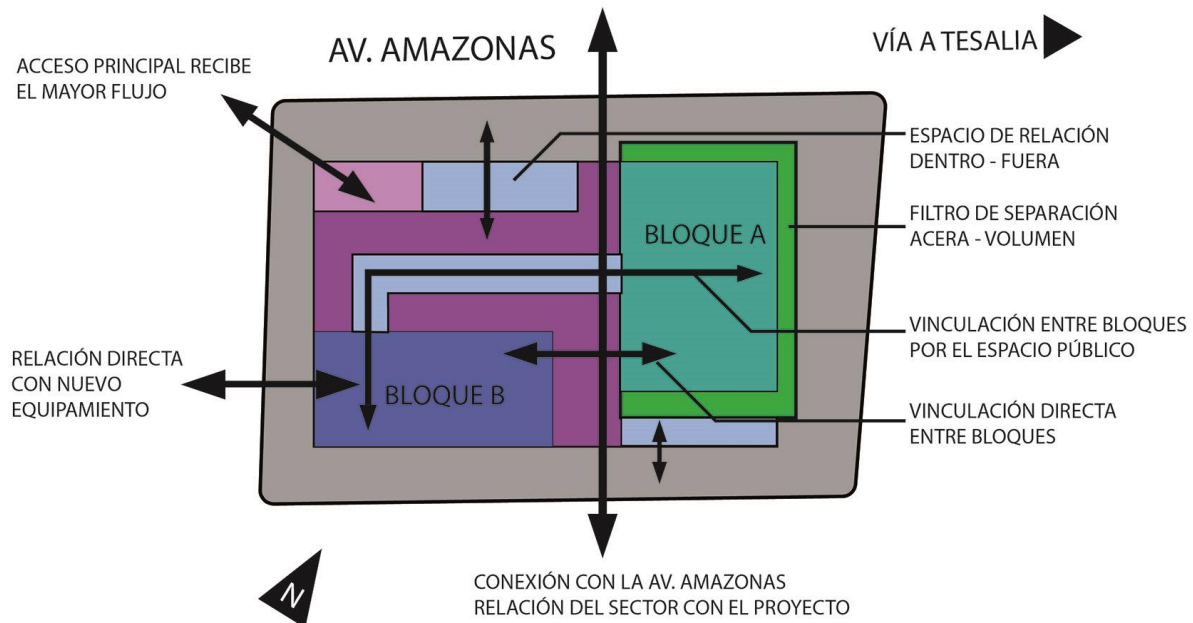 AV. AMAZONAS
VÍA A TESALIA
ACCESO PRINCIPAL RECIBE
EL MAYOR FLUJO
ESPACIO DE RELACIÓN
DENTRO - FUERA
FILTRO DE SEPARACIÓN
ACERA - VOLUMEN
BLOQUE A
VINCULACIÓN ENTRE BLOQUES
POR EL ESPACIO PÚBLICO
RELACIÓN DIRECTA
CON NUEVO
EQUIPAMIENTO
BLOQUE B
VINCULACIÓN DIRECTA
ENTRE BLOQUES
N
CONEXIÓN CON LA AV. AMAZONAS
RELACIÓN DEL SECTOR CON EL PROYECTO